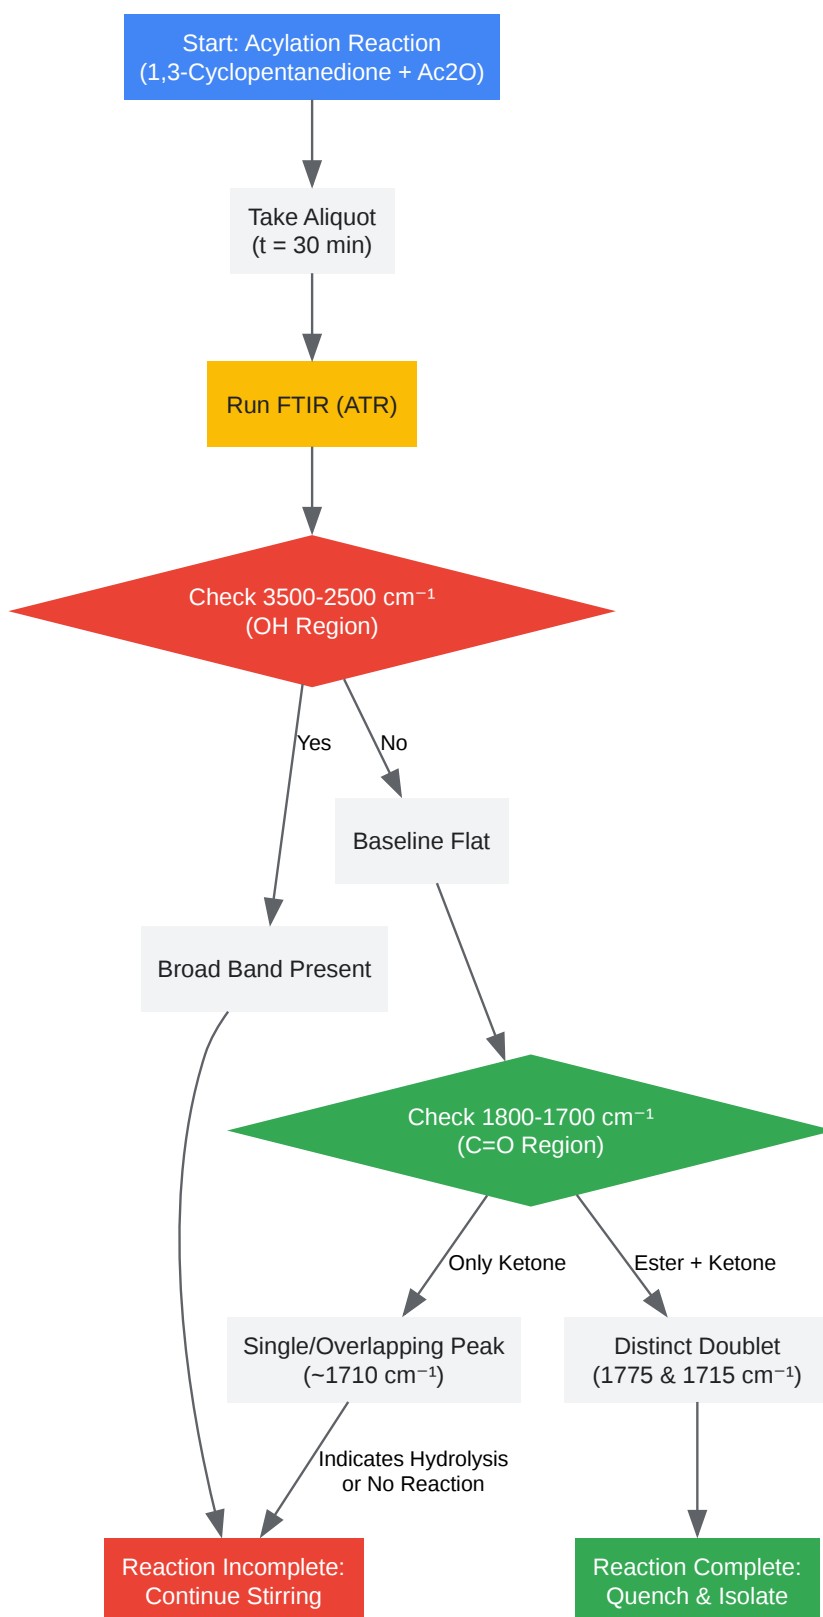 Start: Acylation Reaction
(1,3-Cyclopentanedione + Ac2O)
Take Aliquot
(t = 30 min)
Run FTIR (ATR)
Check 3500-2500 cm⁻¹
(OH Region)
Yes
No
Baseline Flat
Broad Band Present
Check 1800-1700 cm⁻¹
(C=O Region)
Only Ketone
Ester + Ketone
Single/Overlapping Peak
(~1710 cm⁻¹)
Distinct Doublet
(1775 & 1715 cm⁻¹)
Indicates Hydrolysis
or No Reaction
Reaction Incomplete:
Continue Stirring
Reaction Complete:
Quench & Isolate